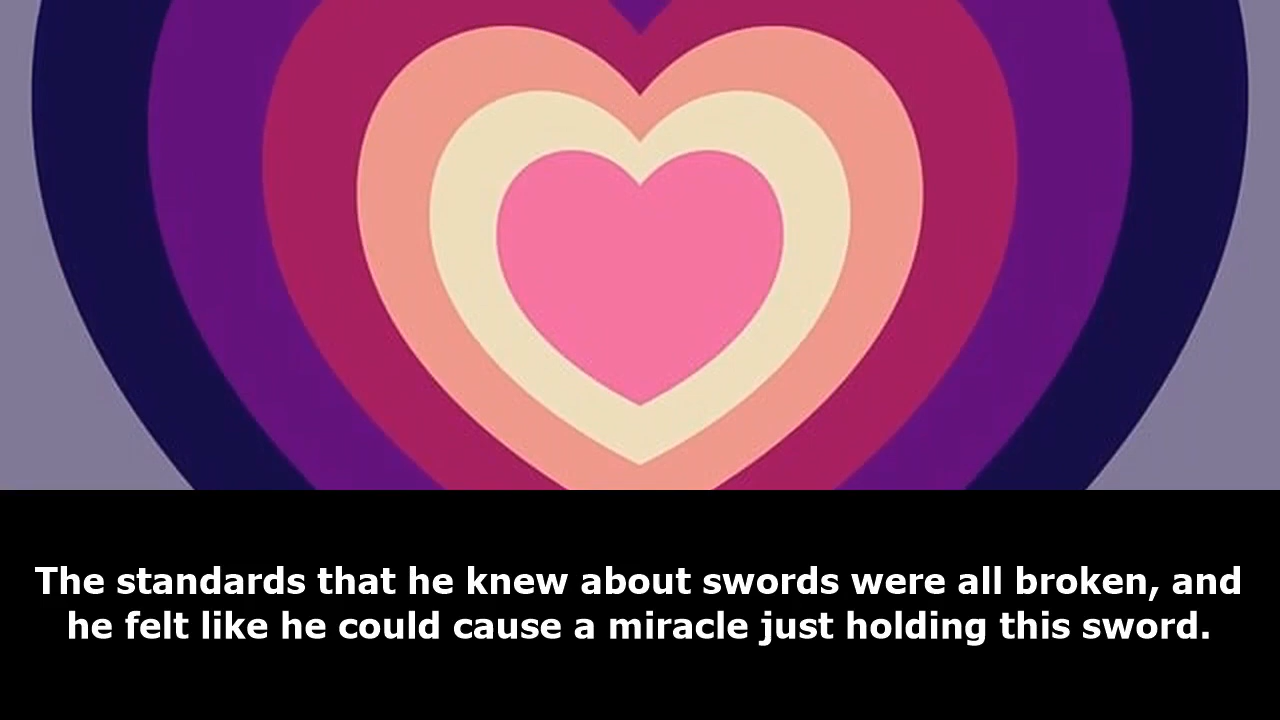 The standards that he knew about swords were all broken, and
he felt like he could cause a miracle just holding this sword.